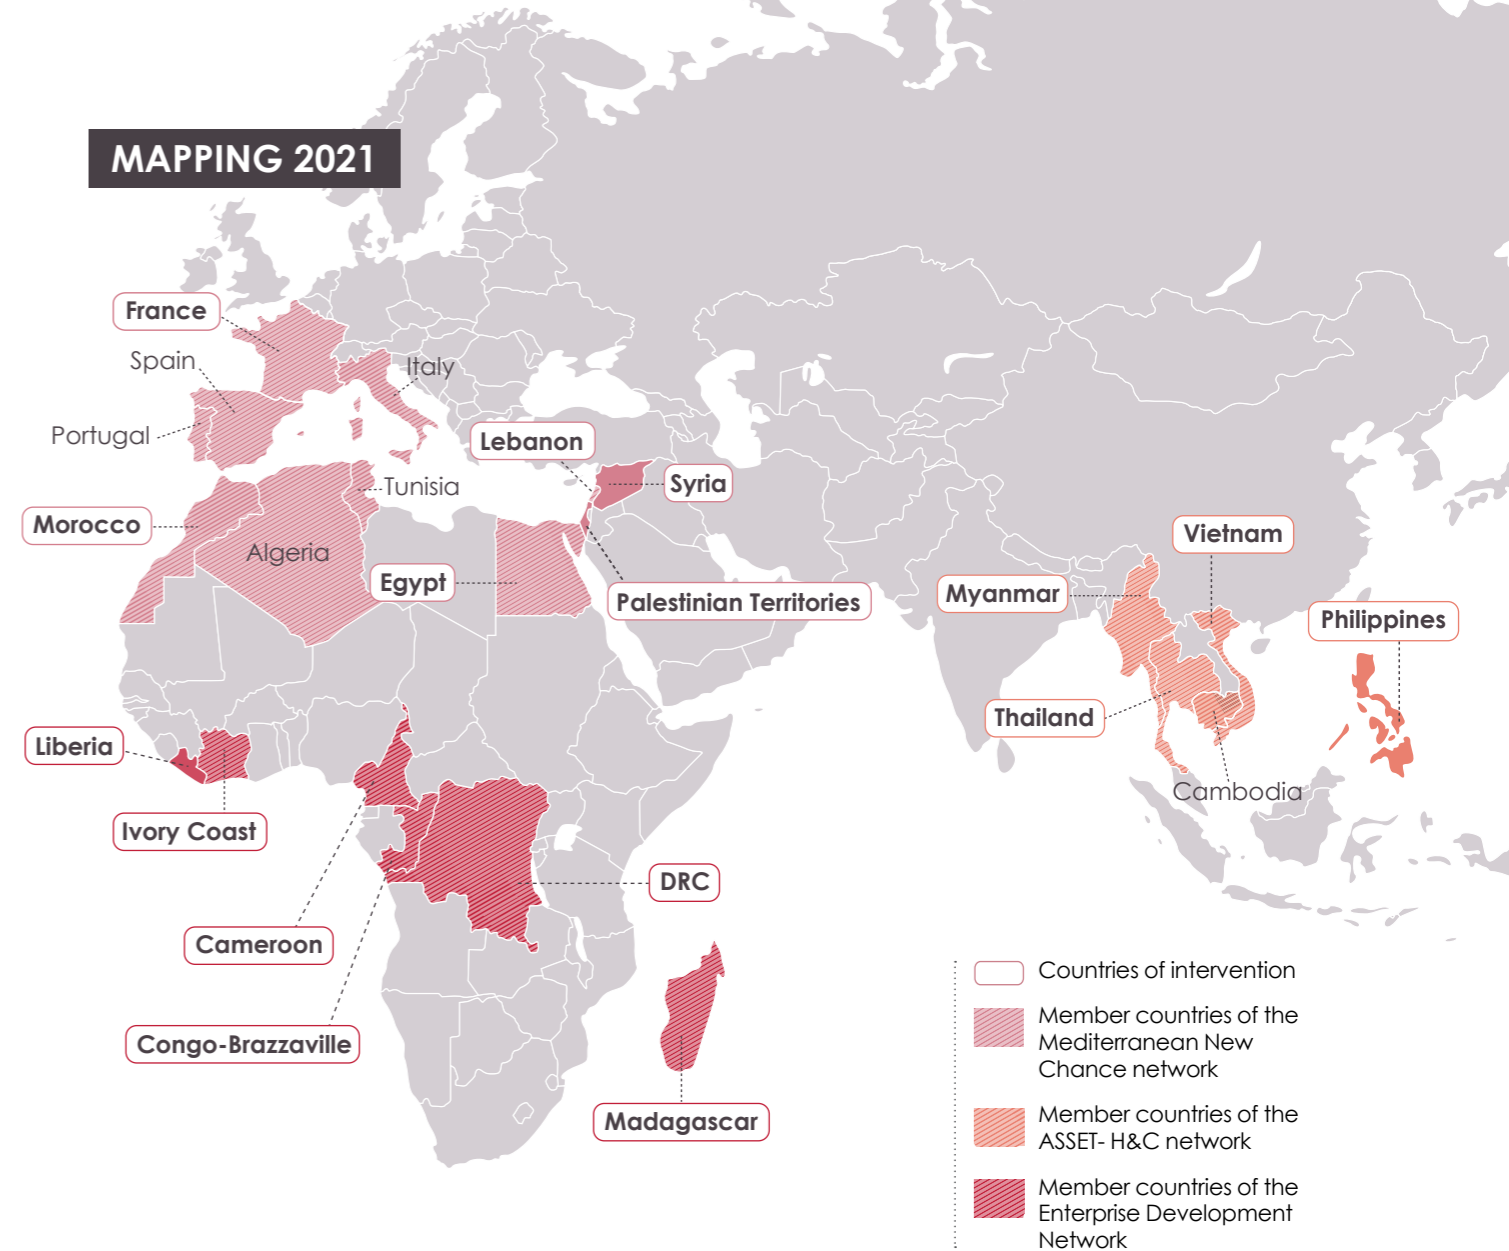 MAPPING 2021
France
Spain
Italy
Portugal
Lebanon
Syria
Tunisia
Morocco
Algeria
Egypt
Palestinian Territories
Vietnam
Myanmar
Philippines
Thailand
Cambodia
Liberia
Ivory Coast
DRC
Cameroon
Congo-Brazzaville
Madagascar
Countries of intervention
Member countries of the
Mediterranean New
Chance network
Member countries of the
ASSET- H&C network
Member countries of the
Enterprise Development
Network